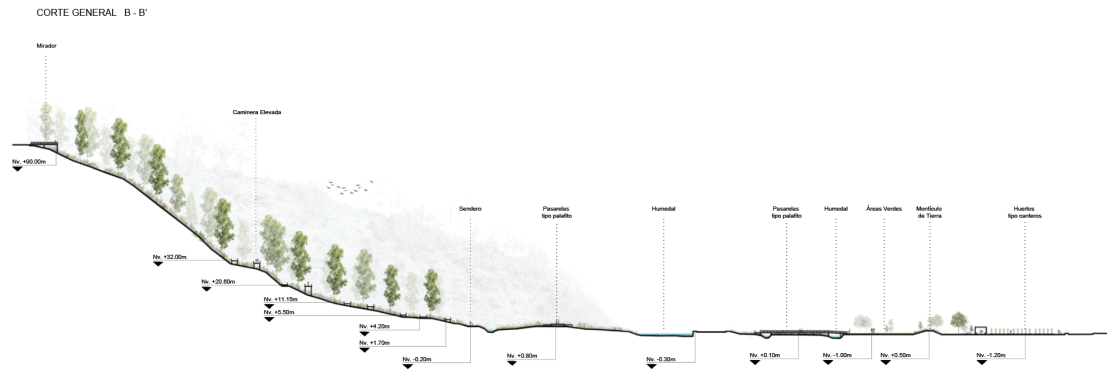 CORTE GENERAL B - B'
Mirador
Caminera Elevada
Sendero
Pasarelas
tipo palafito
Humedal
Pasarelas
tipo palafito
Humedal
Áreas Verdes
Montículo
de Tierra
Huertos
tipo canteros
Nv. +90.00m
Nv. +32.00m
Nv. +20.60m
Nv. +11.15m
Nv. +5.50m
Nv. +4.20m
Nv. +1.70m
Nv. -0.20m
Nv. +0.80m
Nv. -0.30m
Nv. +0.10m
Nv. -1.00m
Nv. +0.50m
Nv. -1.20m